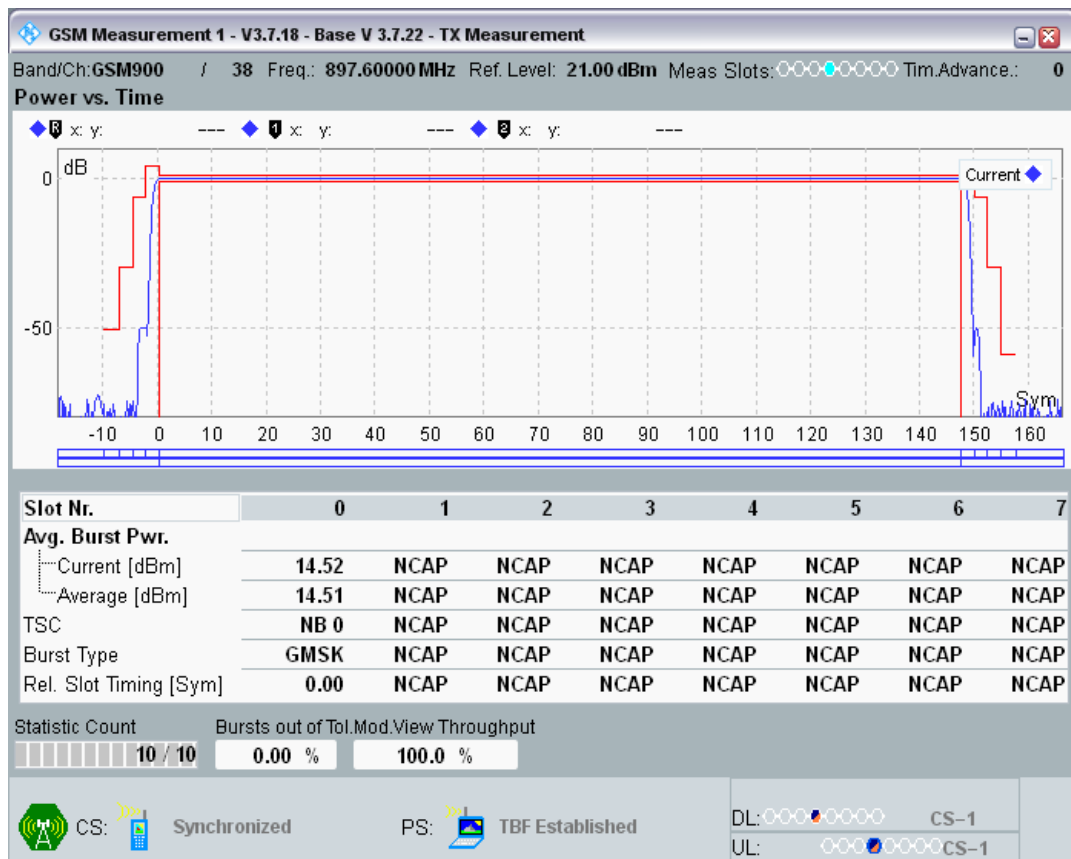 GSM Measurement 1 - V3.7.18 - Base V 3.7.22 - TX Measurement
Band/Ch:GSM900 / 38 Freq.: 897.60000 MHz Ref. Level: 21.00 dBm Meas Slots: Tim.Advance.: 0
Power vs. Time
R x: y: --- 1 x: y: --- 2 x: y: ---
dB
0
Current
-50
Sym
-10 0 10 20 30 40 50 60 70 80 90 100 110 120 130 140 150 160
Slot Nr. 0 1 2 3 4 5 6 7
Avg. Burst Pwr.
Current [dBm] 14.52 NCAP NCAP NCAP NCAP NCAP NCAP NCAP
Average [dBm] 14.51 NCAP NCAP NCAP NCAP NCAP NCAP NCAP
TSC NB 0 NCAP NCAP NCAP NCAP NCAP NCAP NCAP
Burst Type GMSK NCAP NCAP NCAP NCAP NCAP NCAP NCAP
Rel. Slot Timing [Sym] 0.00 NCAP NCAP NCAP NCAP NCAP NCAP NCAP
Statistic Count Bursts out of Tol.Mod.View Throughput
10 / 10 0.00 % 100.0 %
CS: Synchronized PS: TBF Established
DL: CS-1
UL: CS-1